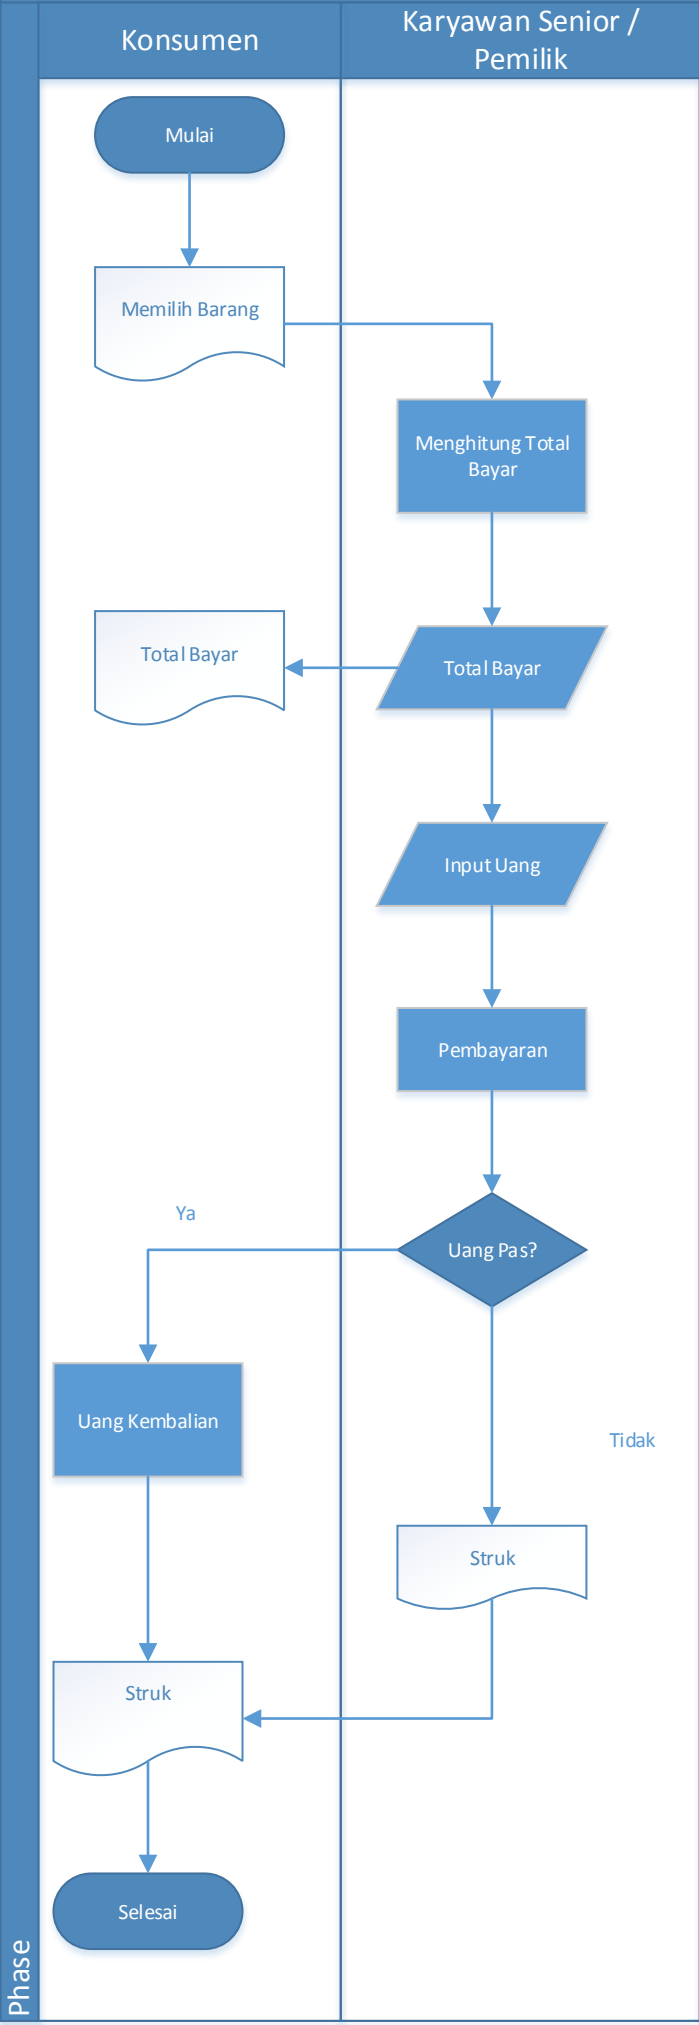 Konsumen
Karyawan Senior /
Pemilik
Mulai
Memilih Barang
Menghitung Total
Bayar
Total Bayar
Total Bayar
Input Uang
Pembayaran
Ya
Uang Pas?
Uang Kembalian
Tidak
Struk
Struk
Selesai
Phase